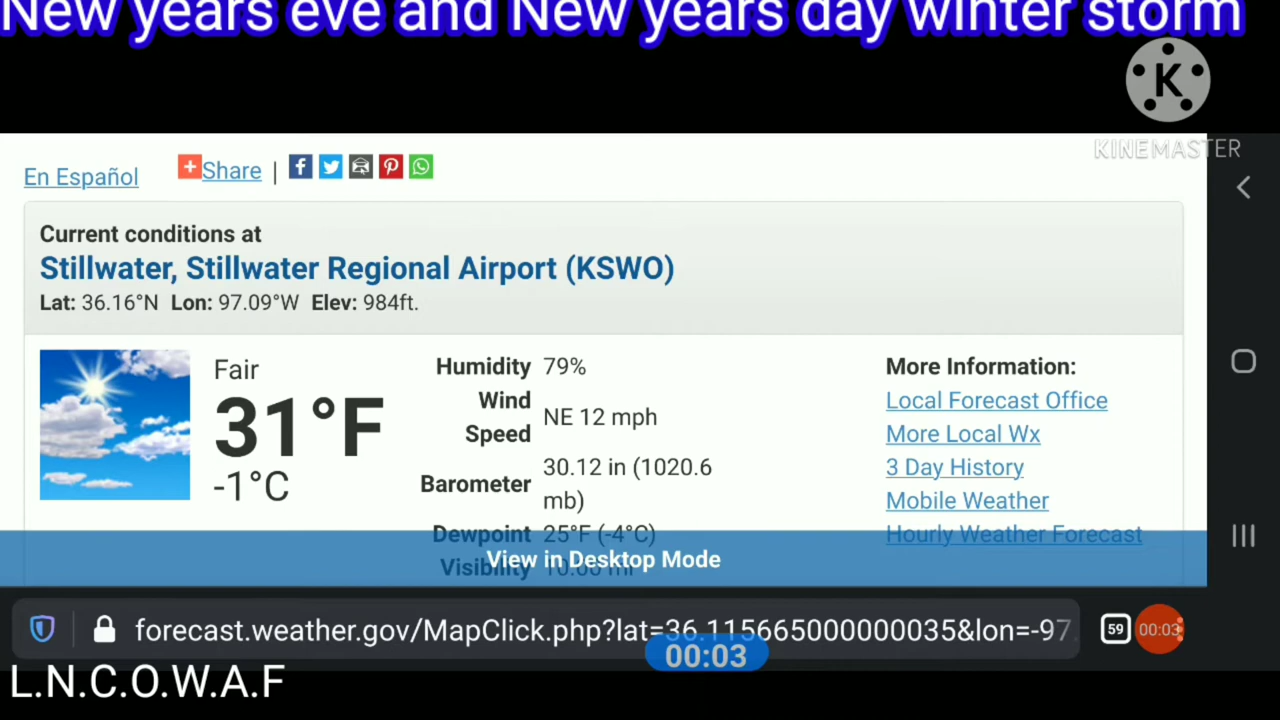 New years eve and New years day winter storm
K
KINEMASTER
En Español
+Share |
Current conditions at
Stillwater, Stillwater Regional Airport (KSWO)
Lat: 36.16°N Lon: 97.09°W Elev: 984ft.
Fair
31°F
-1°C
Humidity 79%
Wind
Speed
NE 12 mph
Barometer
30.12 in (1020.6
mb)
Dewpoint 25°F (-4°C)
Visibility
More Information:
Local Forecast Office
More Local Wx
3 Day History
Mobile Weather
Hourly Weather Forecast
View in Desktop Mode
forecast.weather.gov/MapClick.php?lat=36.115665000000035&lon=-97.
59
00:03
00:03
L.N.C.O.W.A.F